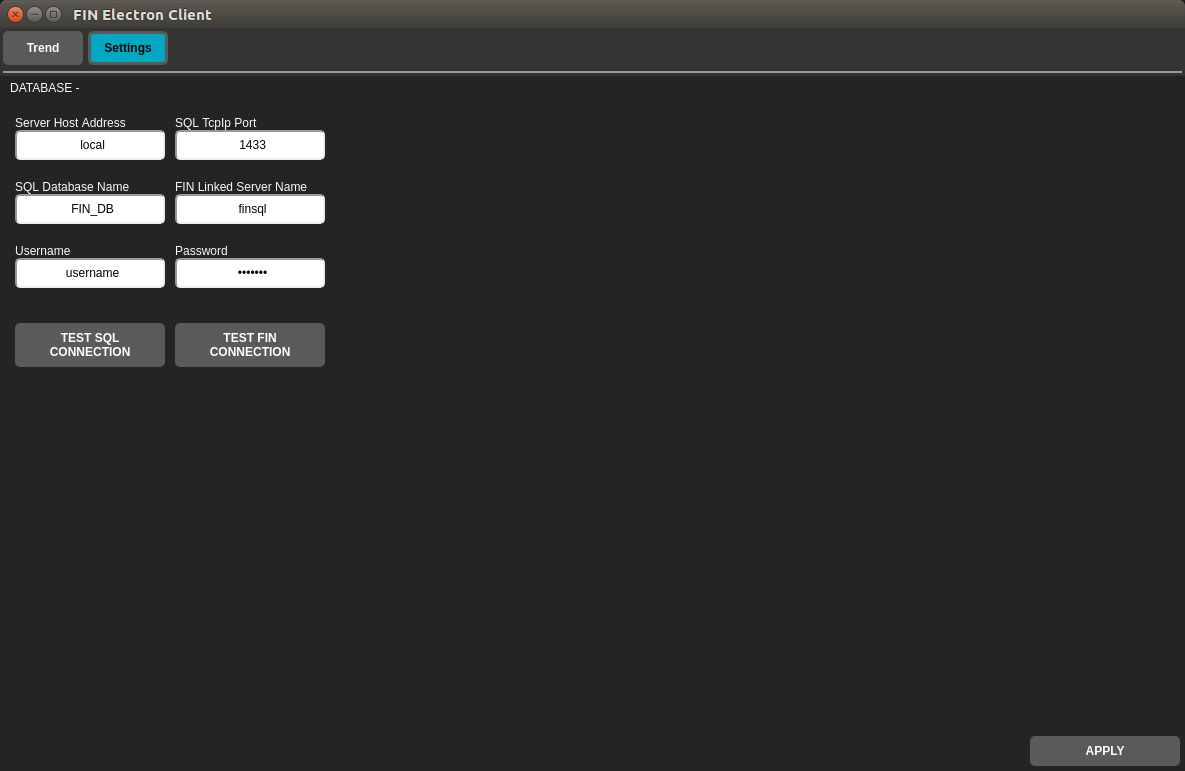 FIN Electron Client
Trend Settings
DATABASE -
Server Host Address SQL TcpIp Port
local 1433
SQL Database Name FIN Linked Server Name
FIN_DB finsql
Username Password
username •••••••
TEST SQL TEST FIN
CONNECTION CONNECTION
APPLY